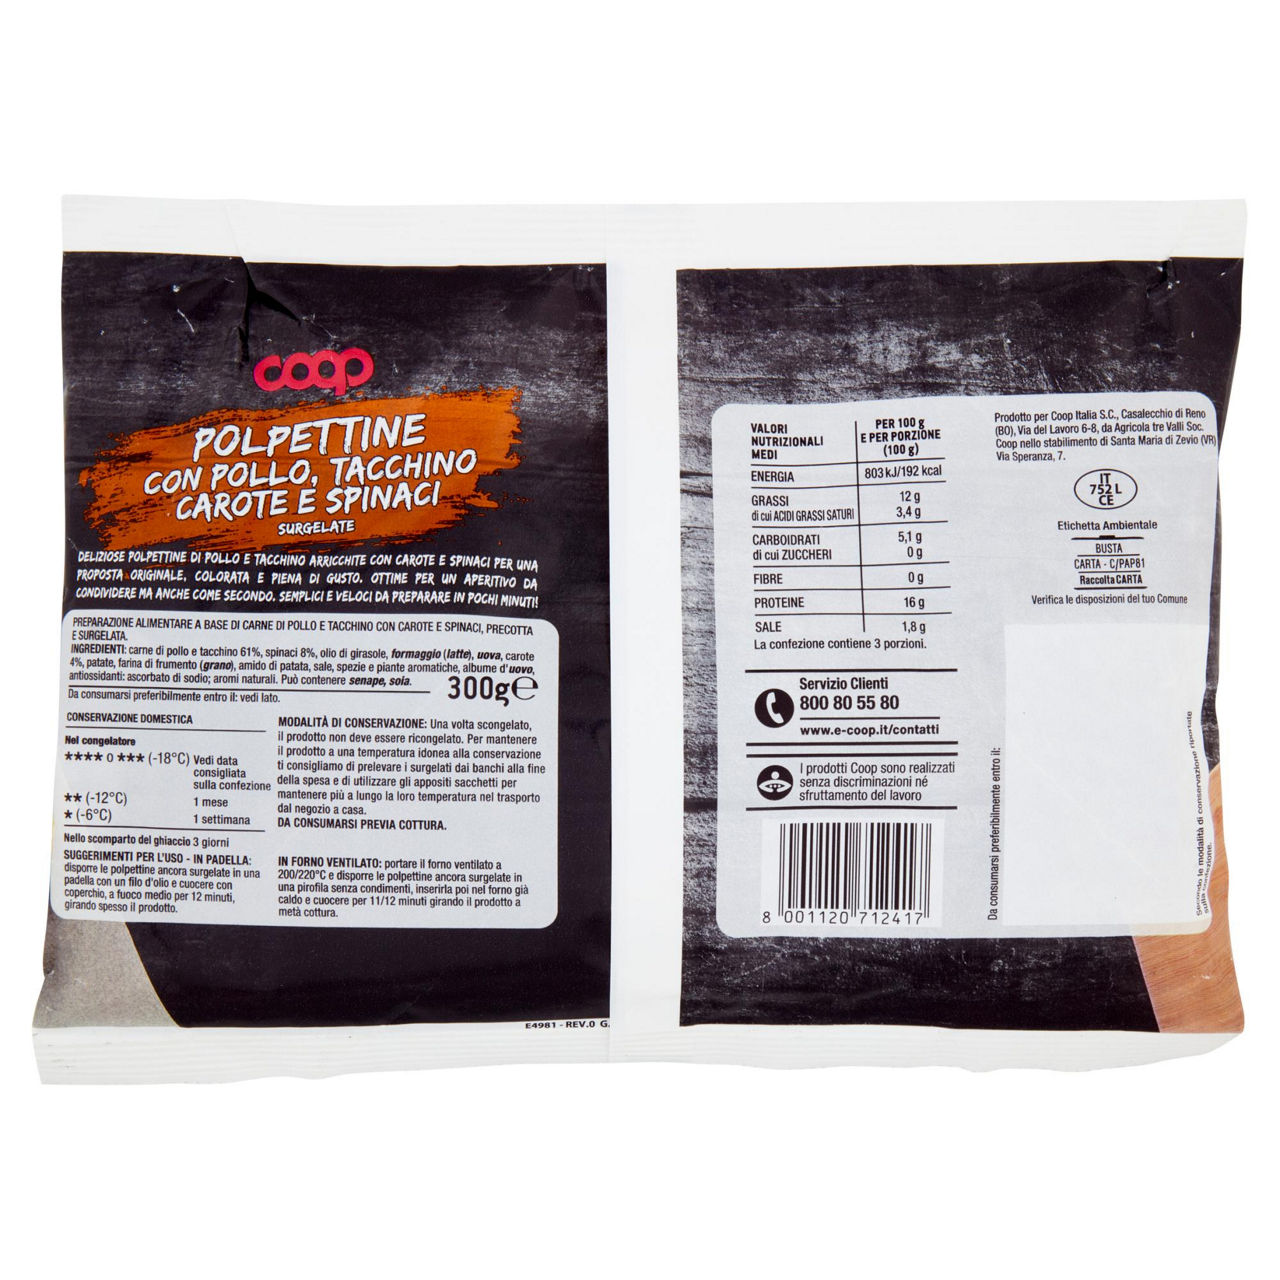 coop
POLPETTINE
CON POLLO, TACCHINO
CAROTE E SPINACI
SURGELATE
DELIZIOSE POLPETTINE DI POLLO E TACCHINO ARRICCHITE CON CAROTE E SPINACI PER UNA
PROPOSTA ORIGINALE, COLORATA E PIENA DI GUSTO. OTTIME PER UN APERITIVO DA
CONDIVIDERE MA ANCHE COME SECONDO. SEMPLICI E VELOCI DA PREPARARE IN POCHI MINUTI!
PREPARAZIONE ALIMENTARE A BASE DI CARNE DI POLLO E TACCHINO CON CAROTE E SPINACI, PRECOTTA
E SURGELATA.
INGREDIENTI: carne di pollo e tacchino 61%, spinaci 8%, olio di girasole, formaggio (latte), uova, carote
4%, patate, farina di frumento (grano), amido di patata, sale, spezie e piante aromatiche, albume d'uovo,
antiossidanti: ascorbato di sodio; aromi naturali. Può contenere senape, soia.
300g℮
Da consumarsi preferibilmente entro il: vedi lato.
CONSERVAZIONE DOMESTICA
Nel congelatore
**** o *** (-18°C) Vedi data
consigliata
sulla confezione
** (-12°C) 1 mese
* (-6°C) 1 settimana
Nello scomparto del ghiaccio 3 giorni
MODALITÀ DI CONSERVAZIONE: Una volta scongelato,
il prodotto non deve essere ricongelato. Per mantenere
il prodotto a una temperatura idonea alla conservazione
ti consigliamo di prelevare i surgelati dai banchi alla fine
della spesa e di utilizzare gli appositi sacchetti per
mantenere più a lungo la loro temperatura nel trasporto
dal negozio a casa.
DA CONSUMARSI PREVIA COTTURA.
SUGGERIMENTI PER L'USO - IN PADELLA:
disporre le polpettine ancora surgelate in una
padella con un filo d'olio e cuocere con
coperchio, a fuoco medio per 12 minuti,
girando spesso il prodotto.
IN FORNO VENTILATO: portare il forno ventilato a
200/220°C e disporre le polpettine ancora surgelate in
una pirofila senza condimenti, inserirla poi nel forno già
caldo e cuocere per 11/12 minuti girando il prodotto a
metà cottura.
E4981 - REV.0 G.
VALORI
NUTRIZIONALI
MEDI
PER 100 g
E PER PORZIONE
(100 g)
ENERGIA 803 kJ/192 kcal
GRASSI 12 g
di cui ACIDI GRASSI SATURI 3,4 g
CARBOIDRATI 5,1 g
di cui ZUCCHERI 0 g
FIBRE 0 g
PROTEINE 16 g
SALE 1,8 g
La confezione contiene 3 porzioni.
Servizio Clienti
800 80 55 80
www.e-coop.it/contatti
I prodotti Coop sono realizzati
senza discriminazioni né
sfruttamento del lavoro
8 001120 712417
Prodotto per Coop Italia S.C., Casalecchio di Reno
(BO), Via del Lavoro 6-8, da Agricola tre Valli Soc.
Coop nello stabilimento di Santa Maria di Zevio (VR)
Via Speranza, 7.
IT
752 L
CE
Etichetta Ambientale
BUSTA
CARTA - C/PAP81
Raccolta CARTA
Verifica le disposizioni del tuo Comune
Da consumarsi preferibilmente entro il:
Secondo le modalità di conservazione riportate
sulla confezione.